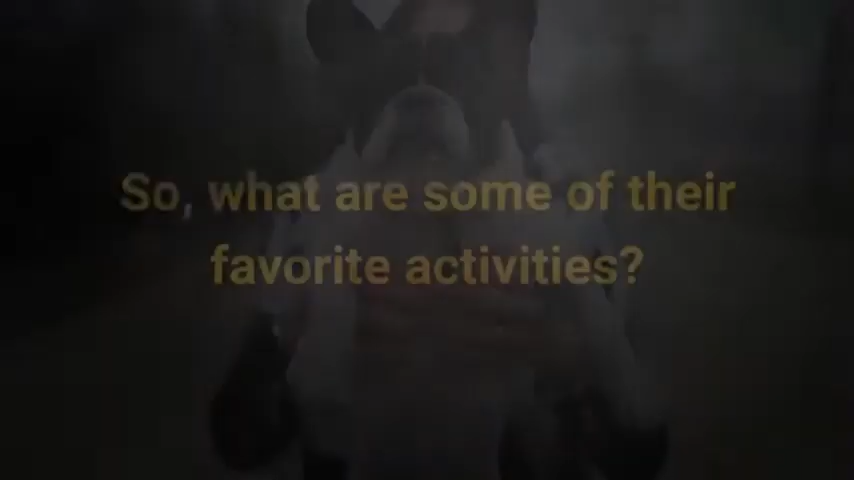 So, what are some of their
favorite activities?